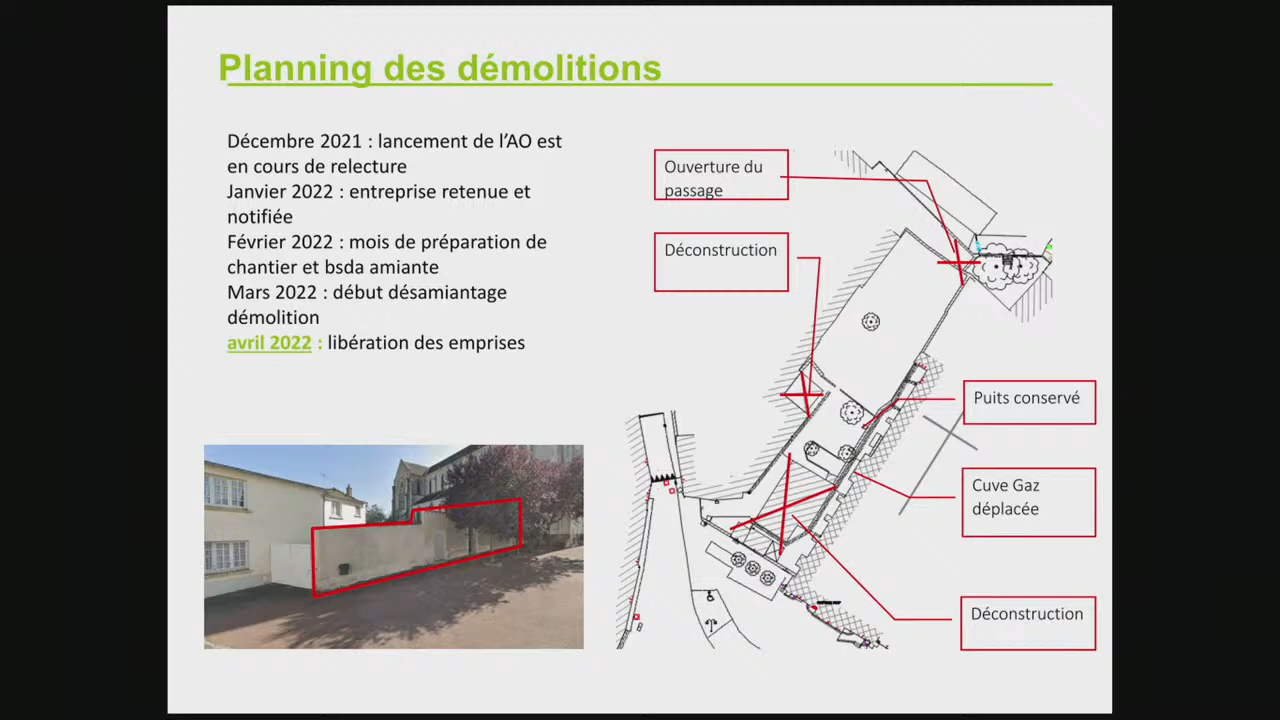 Planning des démolitions
Décembre 2021 : lancement de l'AO est
en cours de relecture
Janvier 2022 : entreprise retenue et
notifiée
Février 2022 : mois de préparation de
chantier et bsda amiante
Mars 2022 : début désamiantage
démolition
avril 2022 : libération des emprises
Ouverture du
passage
Déconstruction
Puits conservé
Cuve Gaz
déplacée
Déconstruction